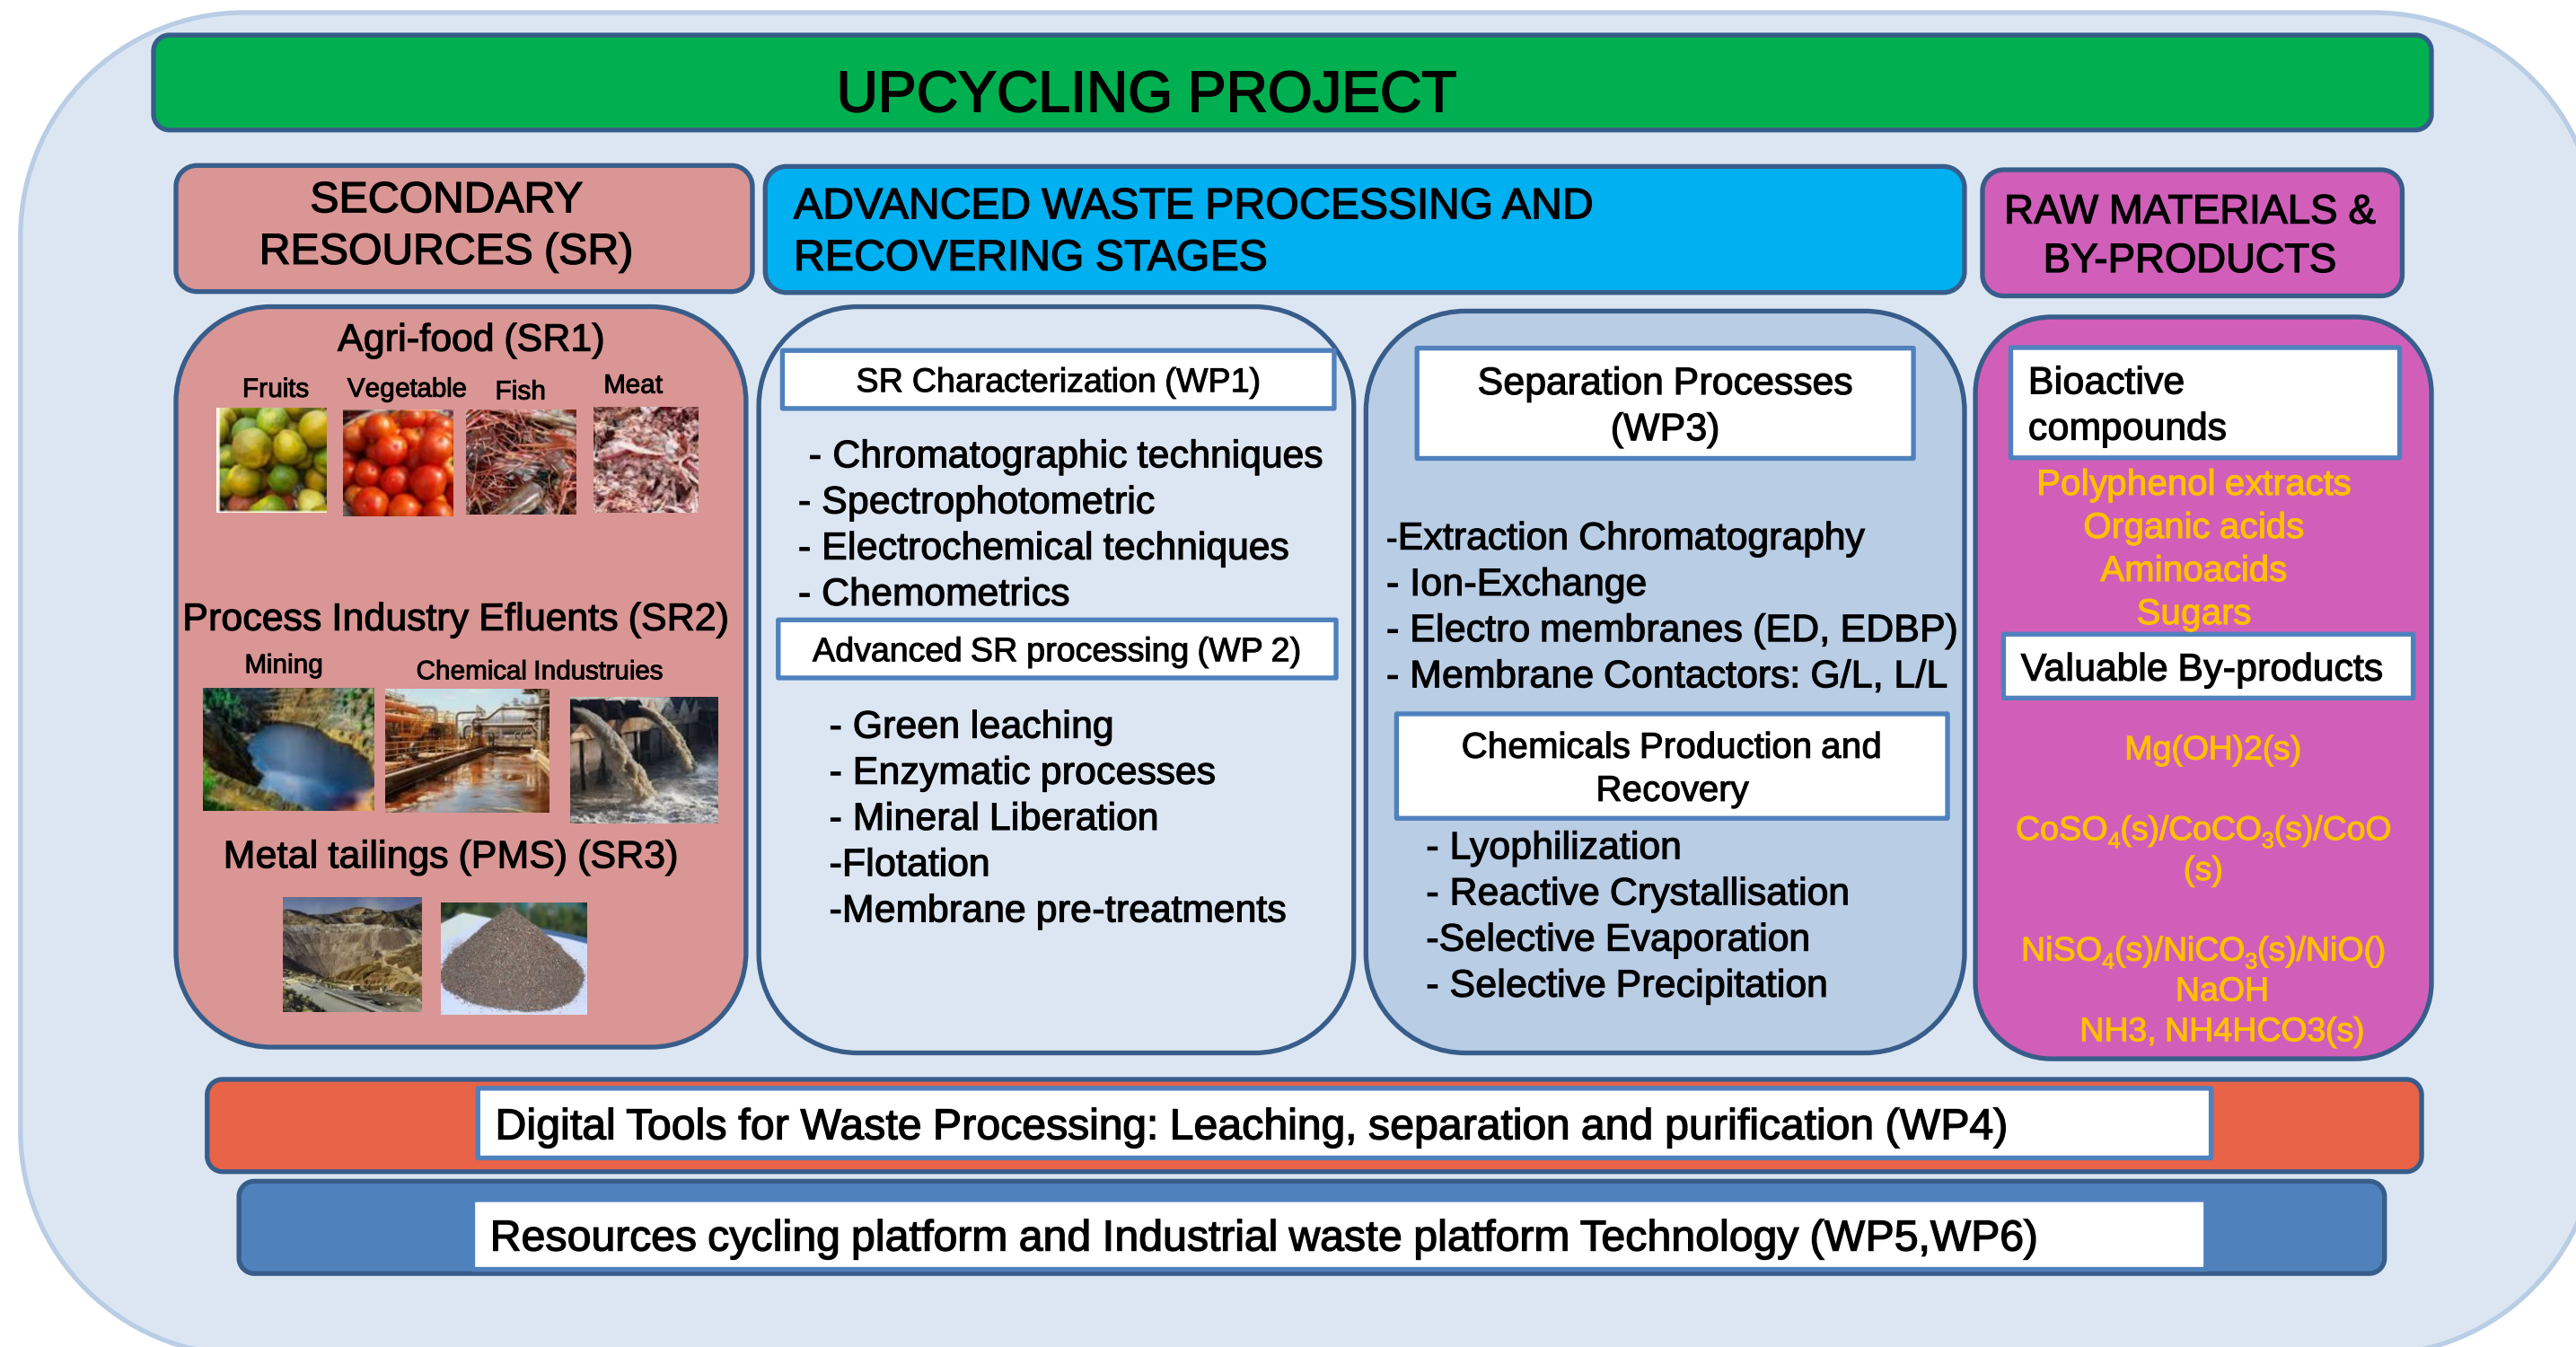 UPCYCLING PROJECT
SECONDARY
RESOURCES (SR)
ADVANCED WASTE PROCESSING AND
RECOVERING STAGES
RAW MATERIALS &
BY-PRODUCTS
Agri-food (SR1)
Fruits
Vegetable
Fish
Meat
Process Industry Efluents (SR2)
Mining
Chemical Industruies
Metal tailings (PMS) (SR3)
SR Characterization (WP1)
- Chromatographic techniques
- Spectrophotometric
- Electrochemical techniques
- Chemometrics
Advanced SR processing (WP 2)
- Green leaching
- Enzymatic processes
- Mineral Liberation
-Flotation
-Membrane pre-treatments
Separation Processes
(WP3)
-Extraction Chromatography
- Ion-Exchange
- Electro membranes (ED, EDBP)
- Membrane Contactors: G/L, L/L
Chemicals Production and
Recovery
- Lyophilization
- Reactive Crystallisation
-Selective Evaporation
- Selective Precipitation
Bioactive
compounds
Polyphenol extracts
Organic acids
Aminoacids
Sugars
Valuable By-products
Mg(OH)2(s)
CoSO₄(s)/CoCO₃(s)/CoO
(s)
NiSO₄(s)/NiCO₃(s)/NiO()
NaOH
NH3, NH4HCO3(s)
Digital Tools for Waste Processing: Leaching, separation and purification (WP4)
Resources cycling platform and Industrial waste platform Technology (WP5,WP6)